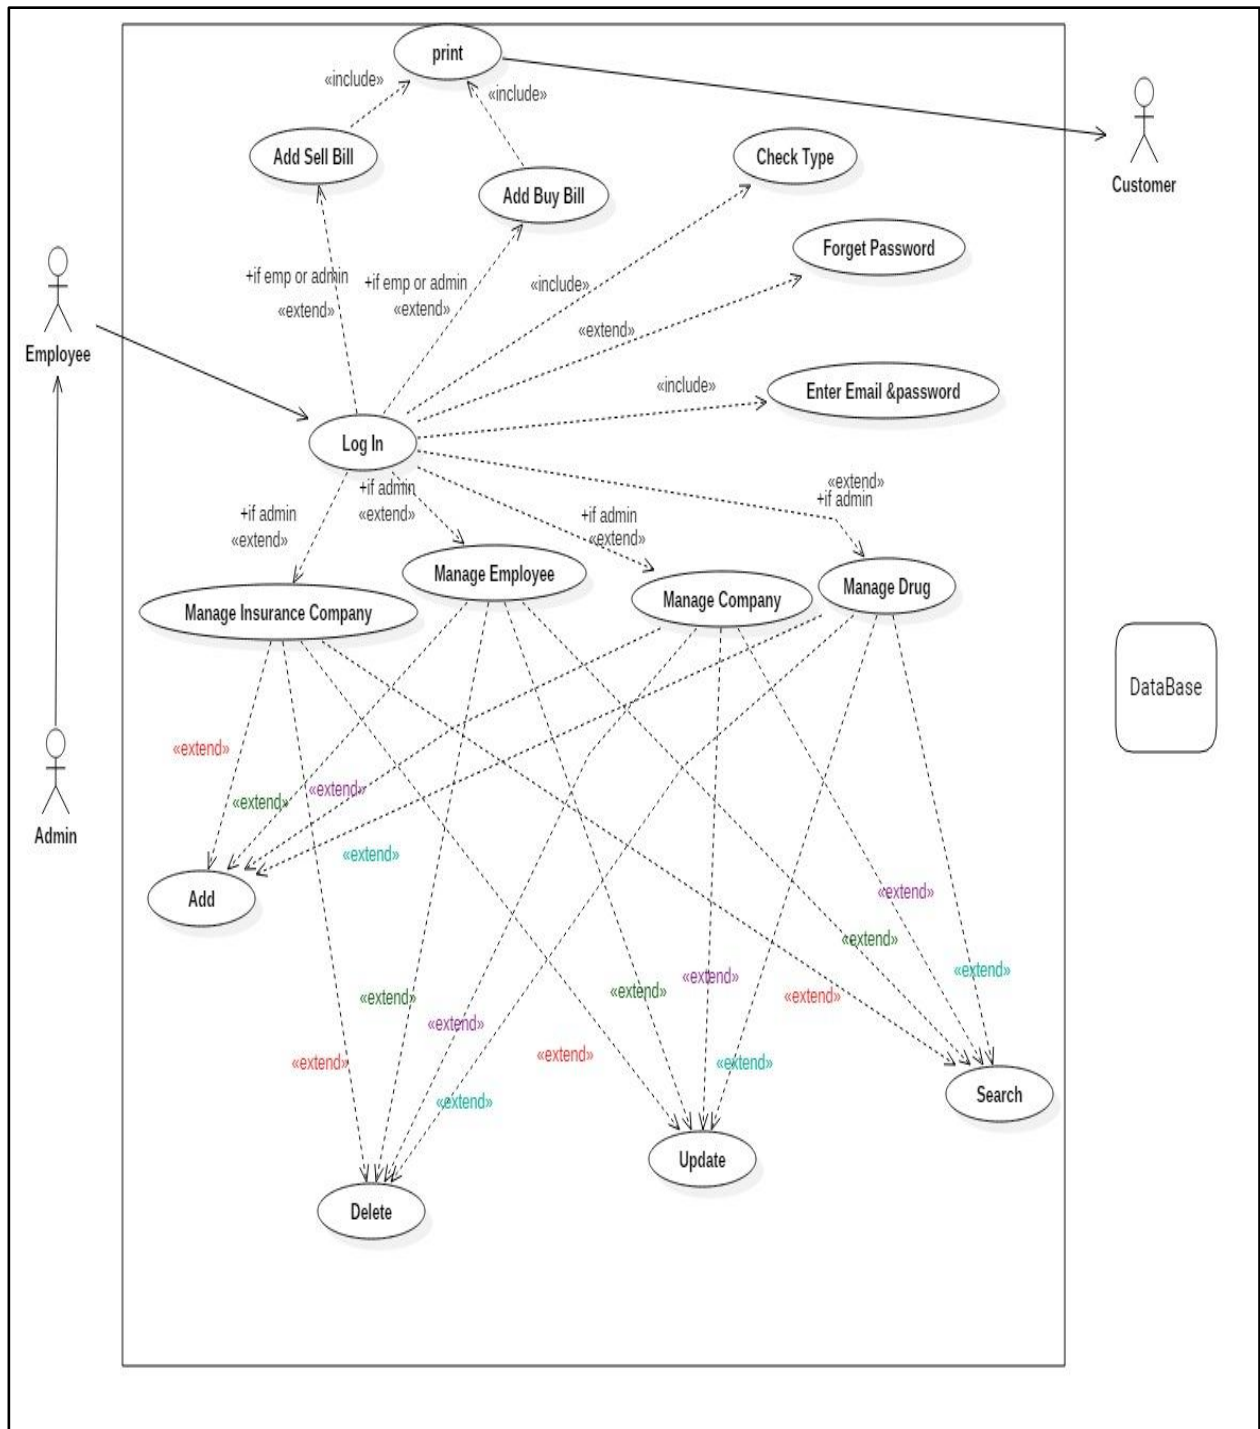 print
«include»
«include»
Add Sell Bill
Check Type
Customer
Add Buy Bill
Forget Password
+if emp or admin
«extend»
+if emp or admin
«extend»
«include»
«extend»
Employee
«include»
Enter Email &password
Log In
+if admin
«extend»
+if admin
«extend»
+if admin
«extend»
«extend»
+if admin
Manage Insurance Company
Manage Employee
Manage Company
Manage Drug
DataBase
«extend»
«extend»
«extend»
Admin
«extend»
Add
«extend»
«extend»
«extend»
«extend»
«extend»
«extend»
«extend»
«extend»
«extend»
«extend»
«extend»
«extend»
Search
Update
Delete